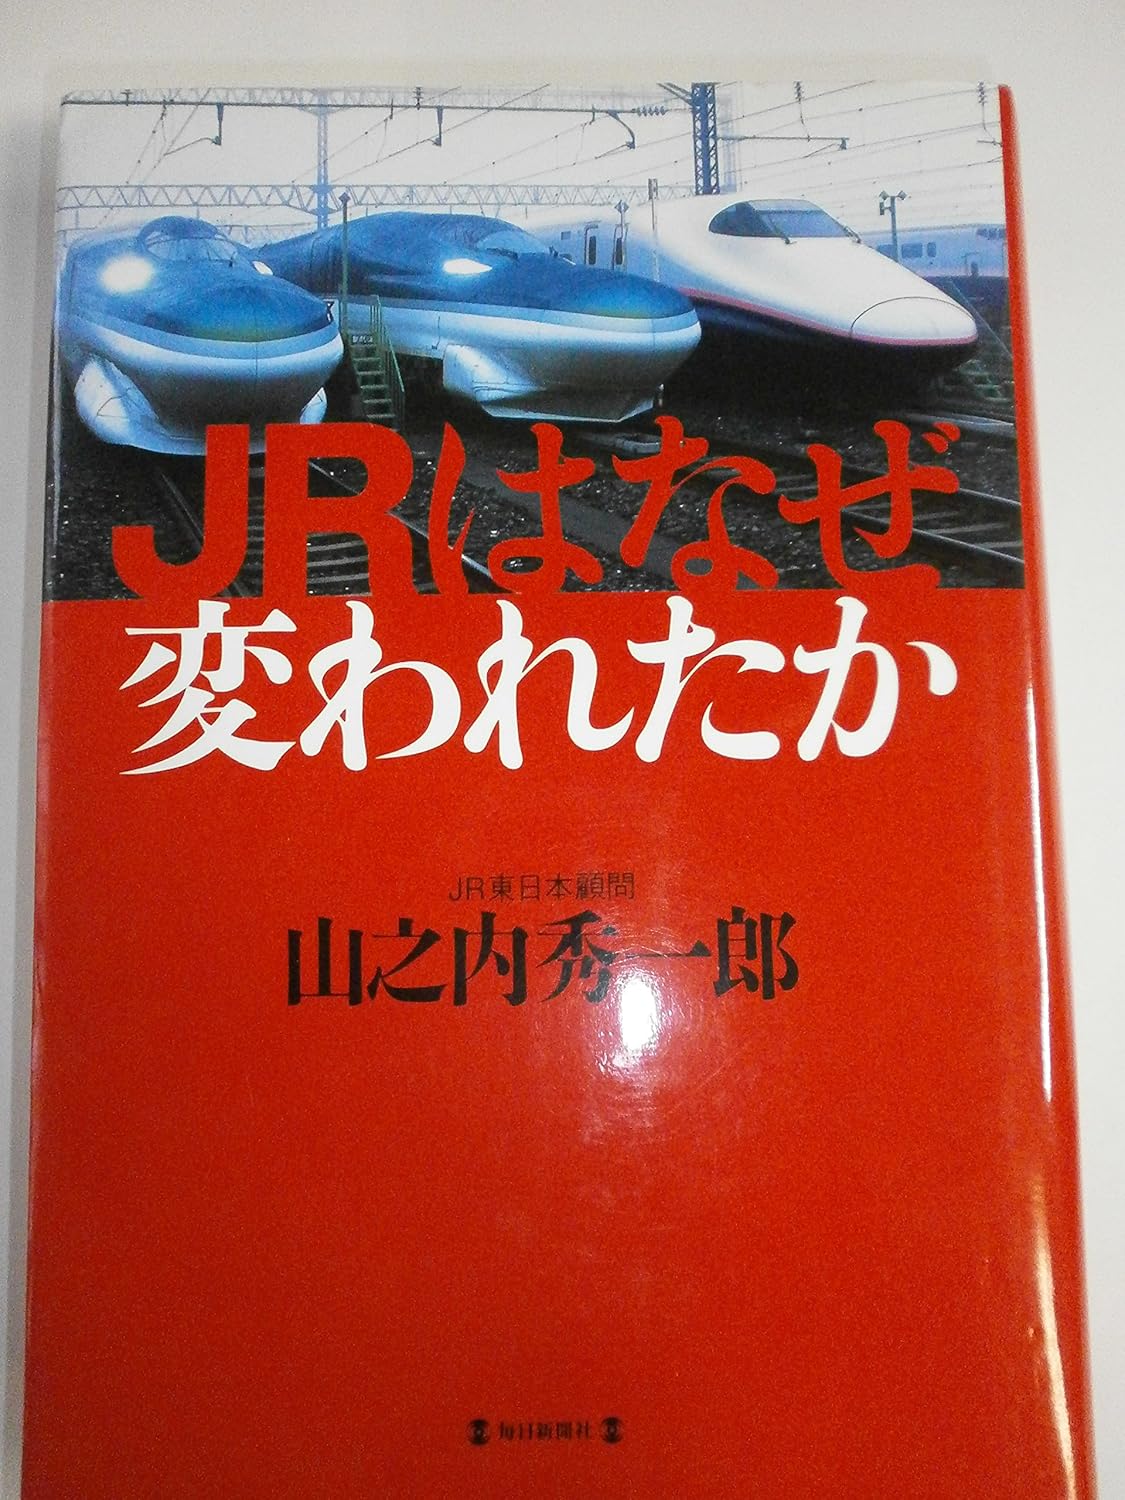 JRはなぜ
変われたか
JR東日本顧問
山之内秀一郎
毎日新聞社